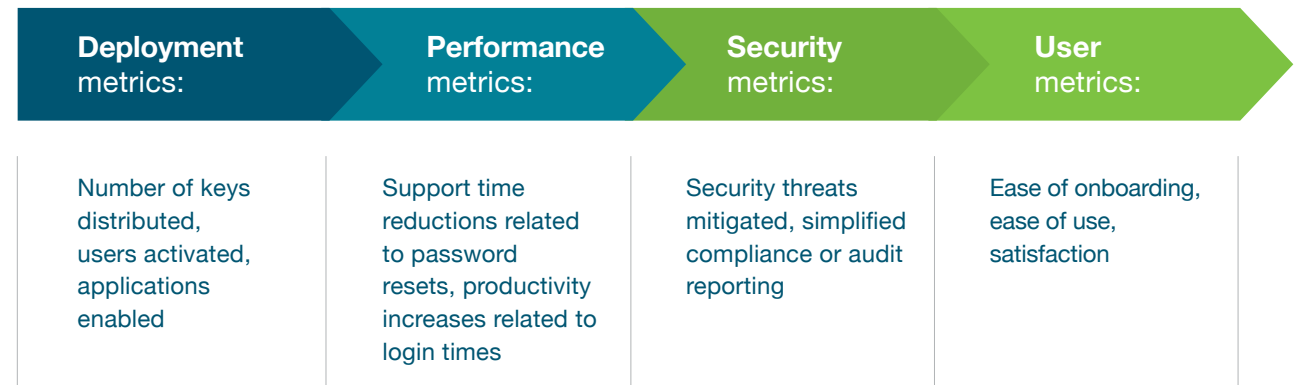 Deployment
metrics:
Performance
metrics:
Security
metrics:
User
metrics:
Number of keys
distributed,
users activated,
applications
enabled
Support time
reductions related
to password
resets, productivity
increases related to
login times
Security threats
mitigated, simplified
compliance or audit
reporting
Ease of onboarding,
ease of use,
satisfaction